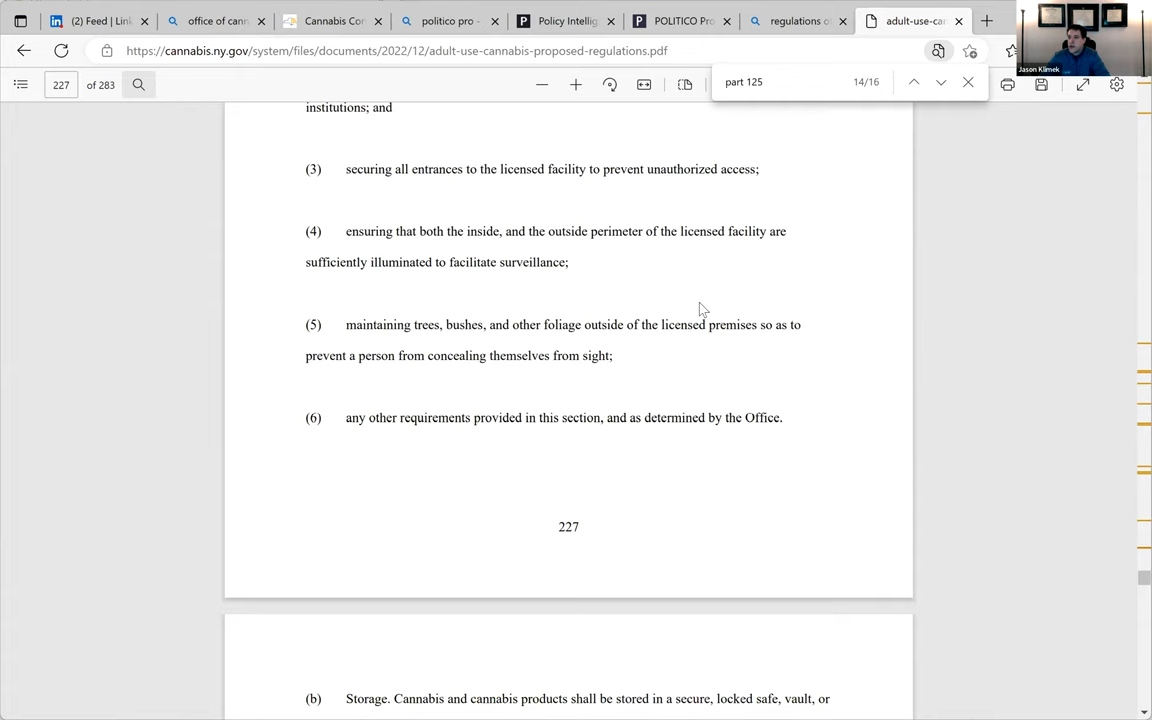 (2) Feed | Link
office of cann
Cannabis Con
politico pro -
Policy Intellig
POLITICO Pro
regulations o
adult-use-can
https://cannabis.ny.gov/system/files/documents/2022/12/adult-use-cannabis-proposed-regulations.pdf
Jason Klimek
227 of 283
part 125 14/16
institutions; and
(3) securing all entrances to the licensed facility to prevent unauthorized access;
(4) ensuring that both the inside, and the outside perimeter of the licensed facility are
sufficiently illuminated to facilitate surveillance;
(5) maintaining trees, bushes, and other foliage outside of the licensed premises so as to
prevent a person from concealing themselves from sight;
(6) any other requirements provided in this section, and as determined by the Office.
227
(b) Storage. Cannabis and cannabis products shall be stored in a secure, locked safe, vault, or